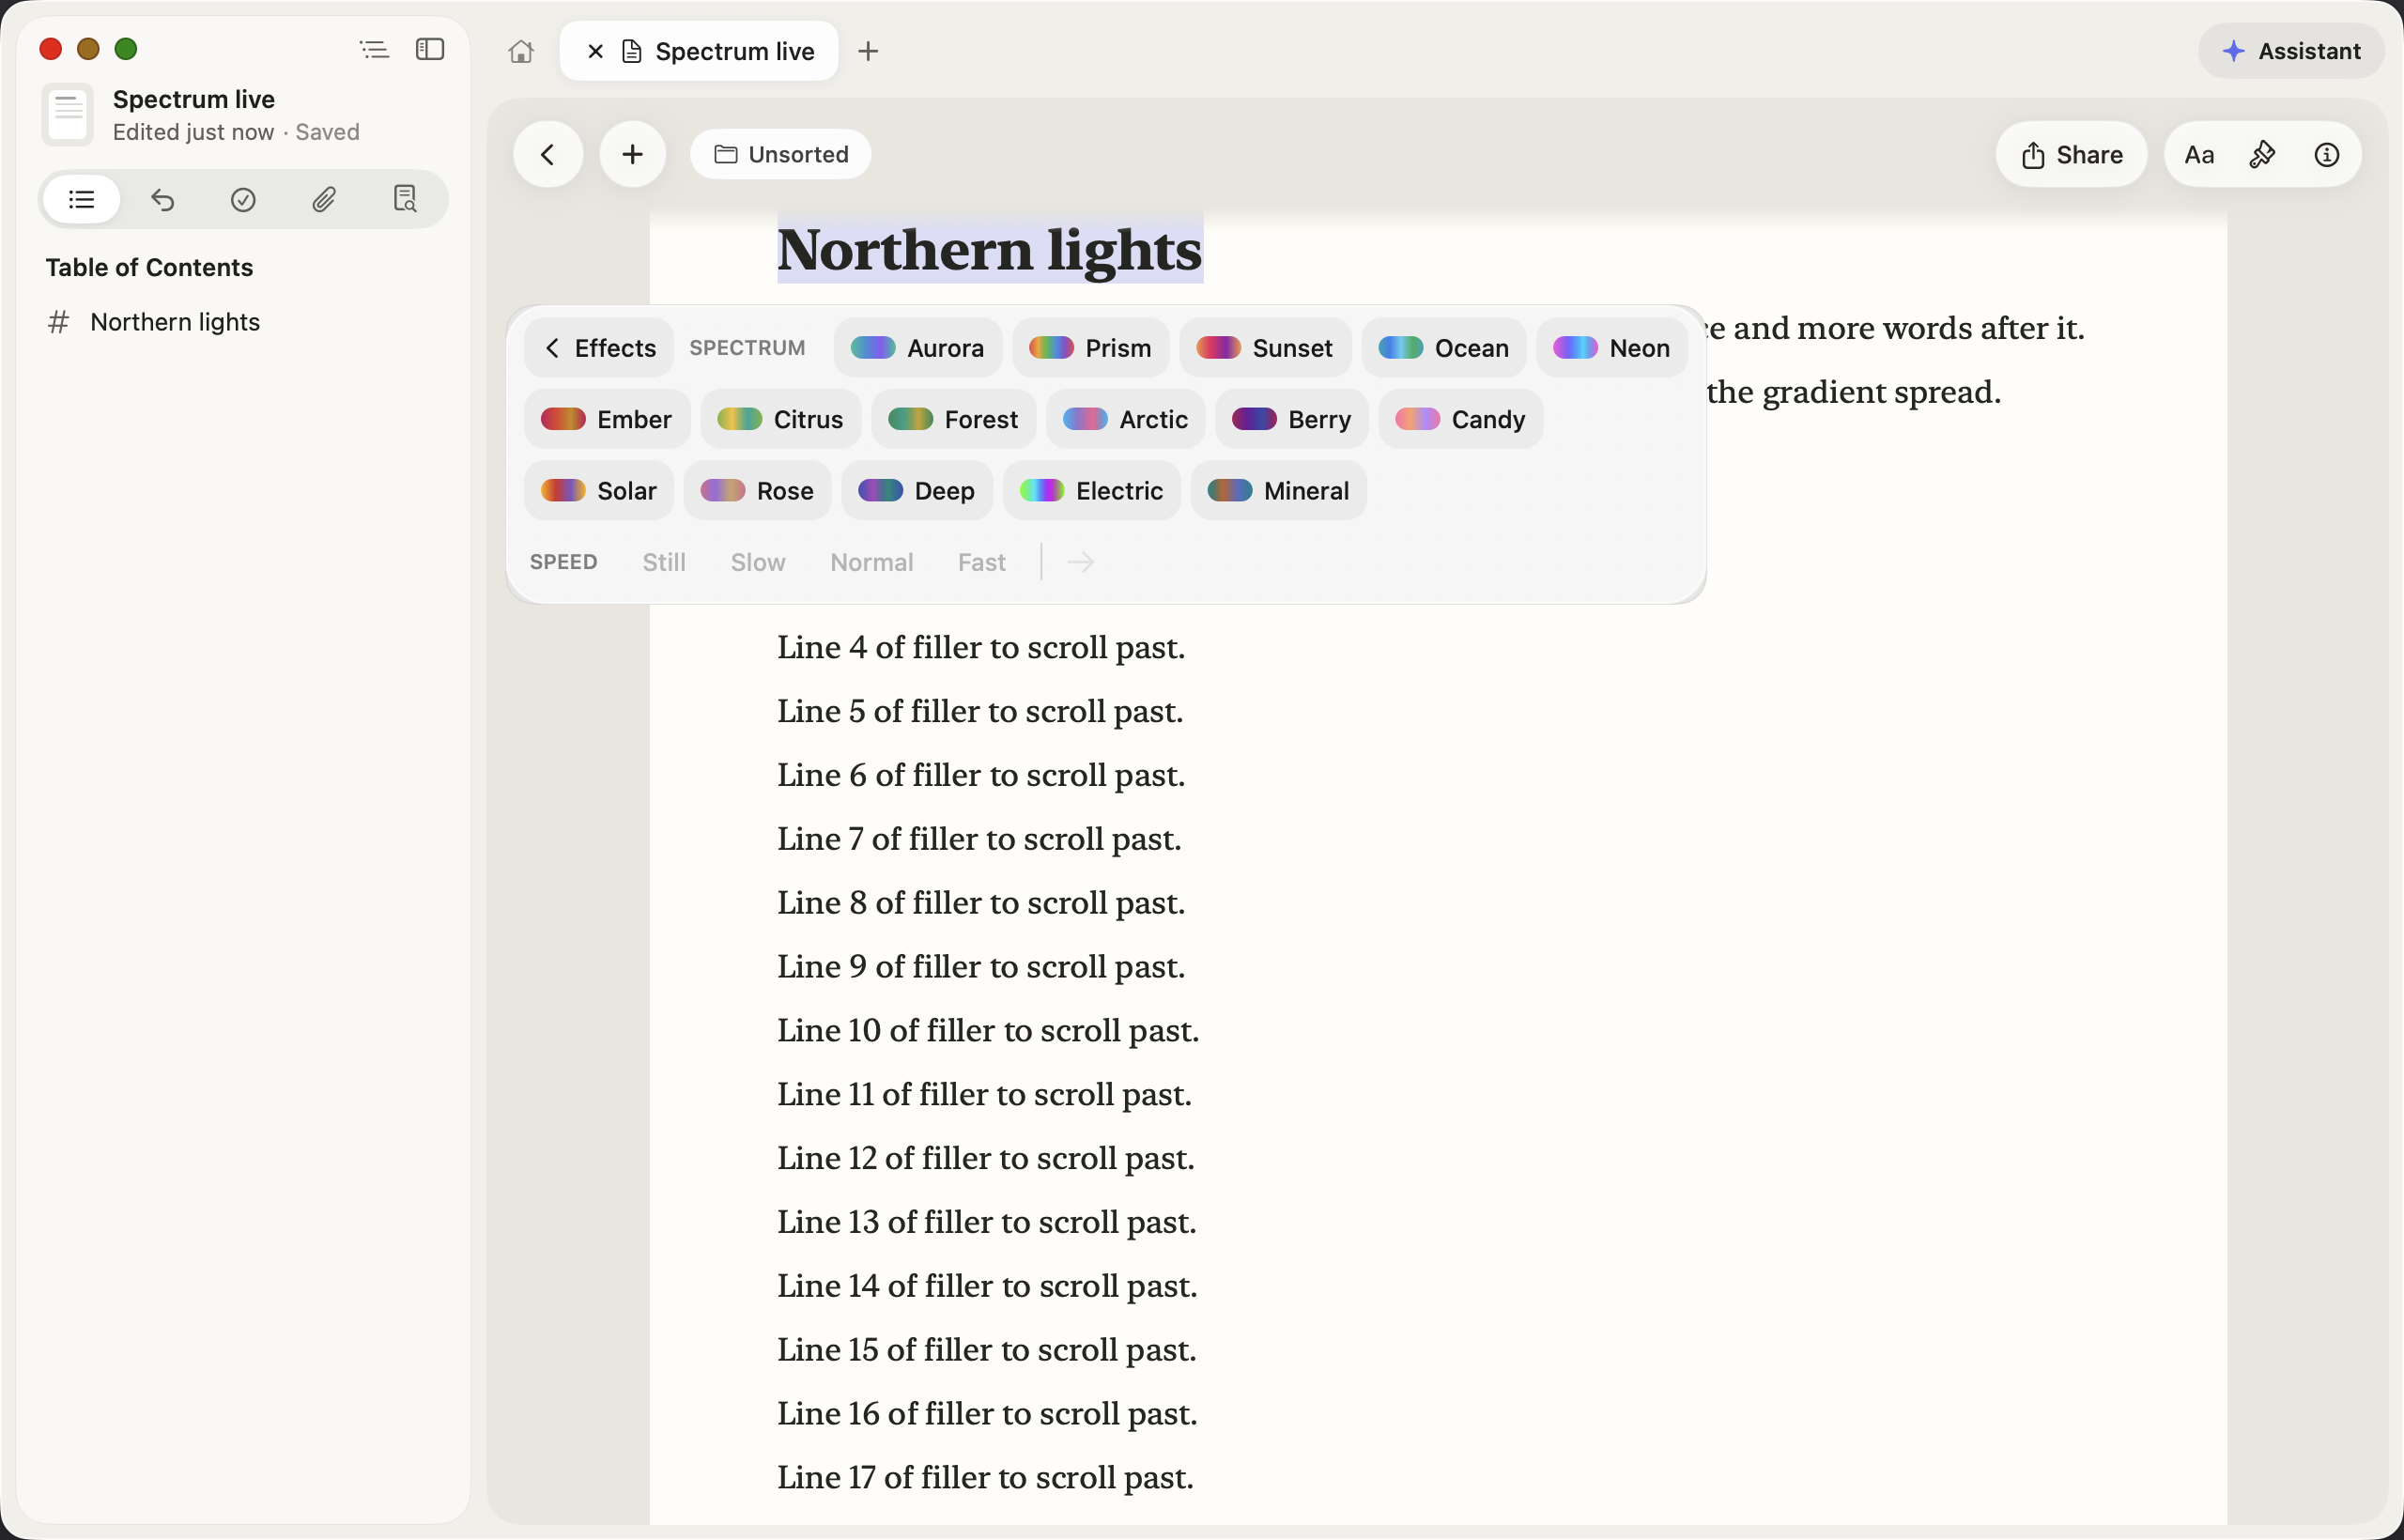 Spectrum live
Edited just now · Saved
Table of Contents
# Northern lights
Spectrum live
Assistant
Unsorted
Share
Aa
Northern lights
and more words after it.
the gradient spread.
Effects
SPECTRUM
Aurora
Prism
Sunset
Ocean
Neon
Ember
Citrus
Forest
Arctic
Berry
Candy
Solar
Rose
Deep
Electric
Mineral
SPEED
Still
Slow
Normal
Fast
Line 4 of filler to scroll past.
Line 5 of filler to scroll past.
Line 6 of filler to scroll past.
Line 7 of filler to scroll past.
Line 8 of filler to scroll past.
Line 9 of filler to scroll past.
Line 10 of filler to scroll past.
Line 11 of filler to scroll past.
Line 12 of filler to scroll past.
Line 13 of filler to scroll past.
Line 14 of filler to scroll past.
Line 15 of filler to scroll past.
Line 16 of filler to scroll past.
Line 17 of filler to scroll past.